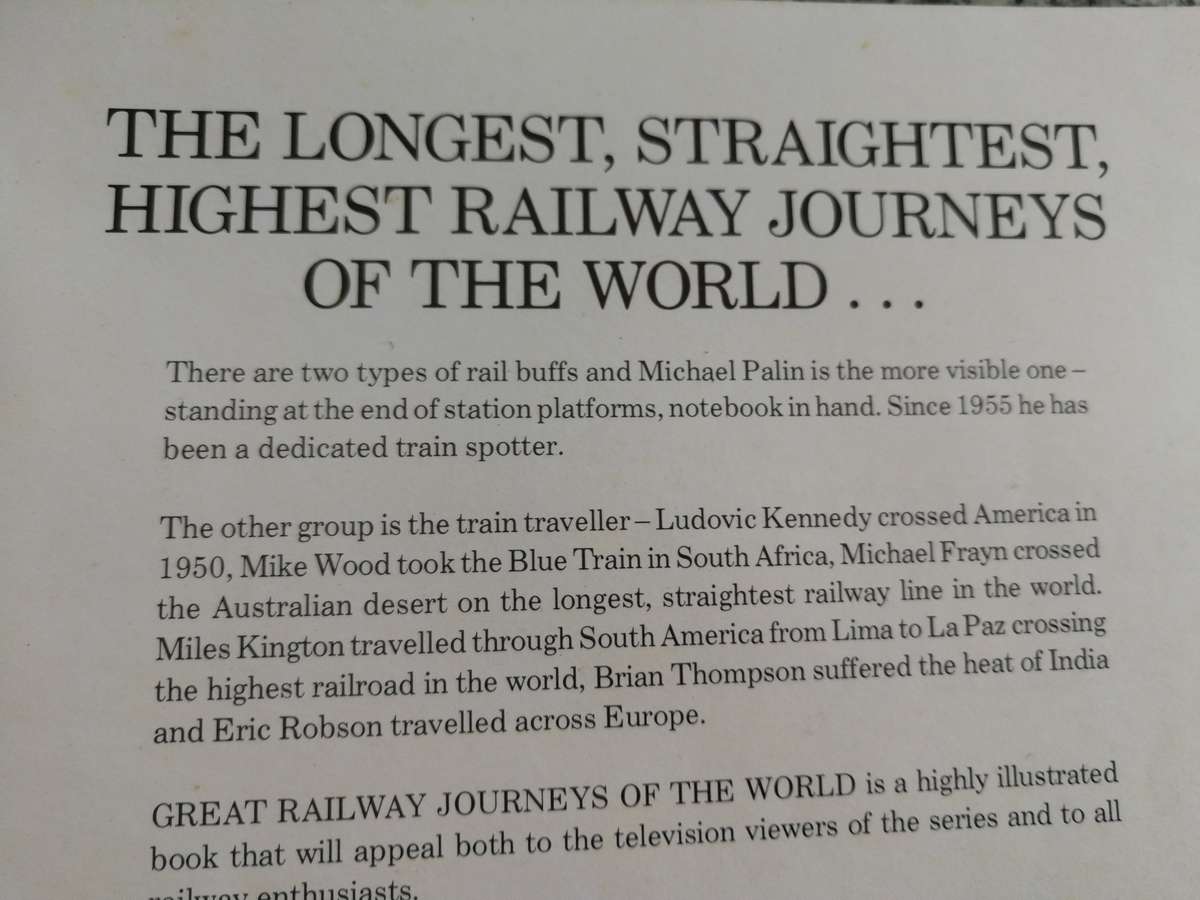 THE LONGEST, STRAIGHTEST,
HIGHEST RAILWAY JOURNEYS
OF THE WORLD . . .
There are two types of rail buffs and Michael Palin is the more visible one –
standing at the end of station platforms, notebook in hand. Since 1955 he has
been a dedicated train spotter.
The other group is the train traveller – Ludovic Kennedy crossed America in
1950, Mike Wood took the Blue Train in South Africa, Michael Frayn crossed
the Australian desert on the longest, straightest railway line in the world.
Miles Kington travelled through South America from Lima to La Paz crossing
the highest railroad in the world, Brian Thompson suffered the heat of India
and Eric Robson travelled across Europe.
GREAT RAILWAY JOURNEYS OF THE WORLD is a highly illustrated
book that will appeal both to the television viewers of the series and to all
railway enthusiasts.